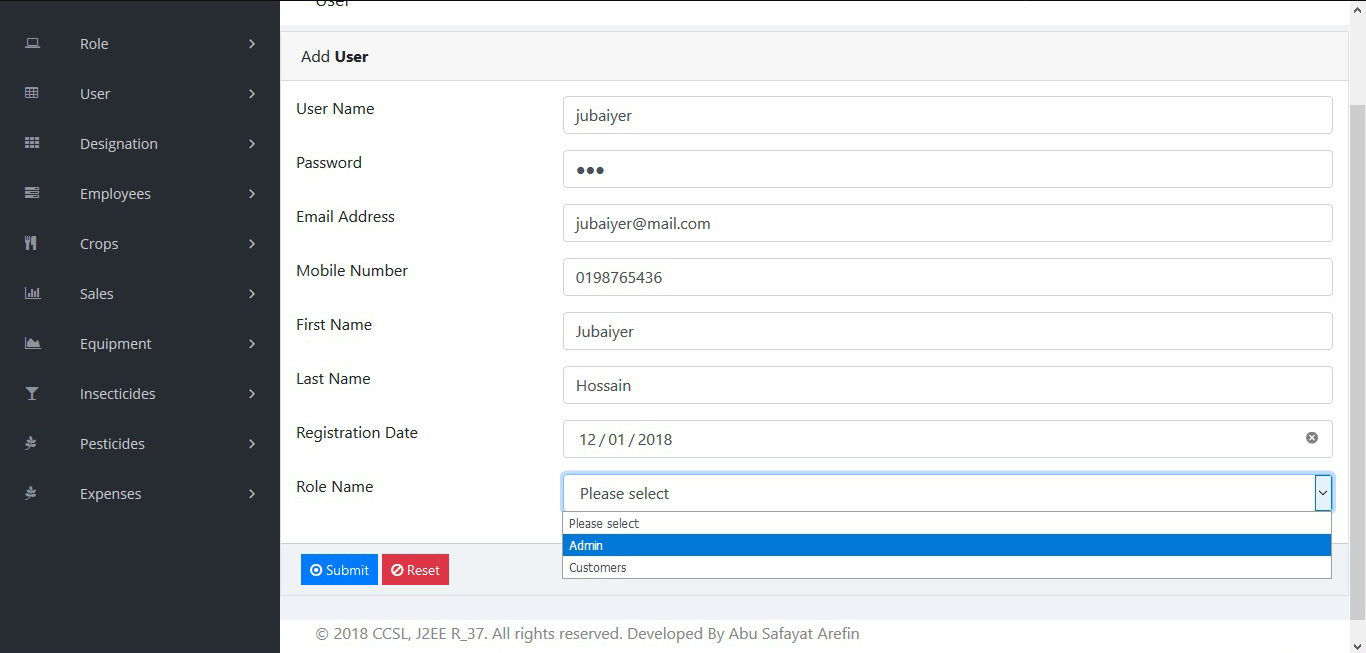 User
Role
User
Designation
Employees
Crops
Sales
Equipment
Insecticides
Pesticides
Expenses
Add User
User Name
jubaiyer
Password
●●●
Email Address
jubaiyer@mail.com
Mobile Number
0198765436
First Name
Jubaiyer
Last Name
Hossain
Registration Date
12 / 01 / 2018
Role Name
Please select
Please select
Admin
Customers
Submit
Reset
© 2018 CCSL, J2EE R_37. All rights reserved. Developed By Abu Safayat Arefin